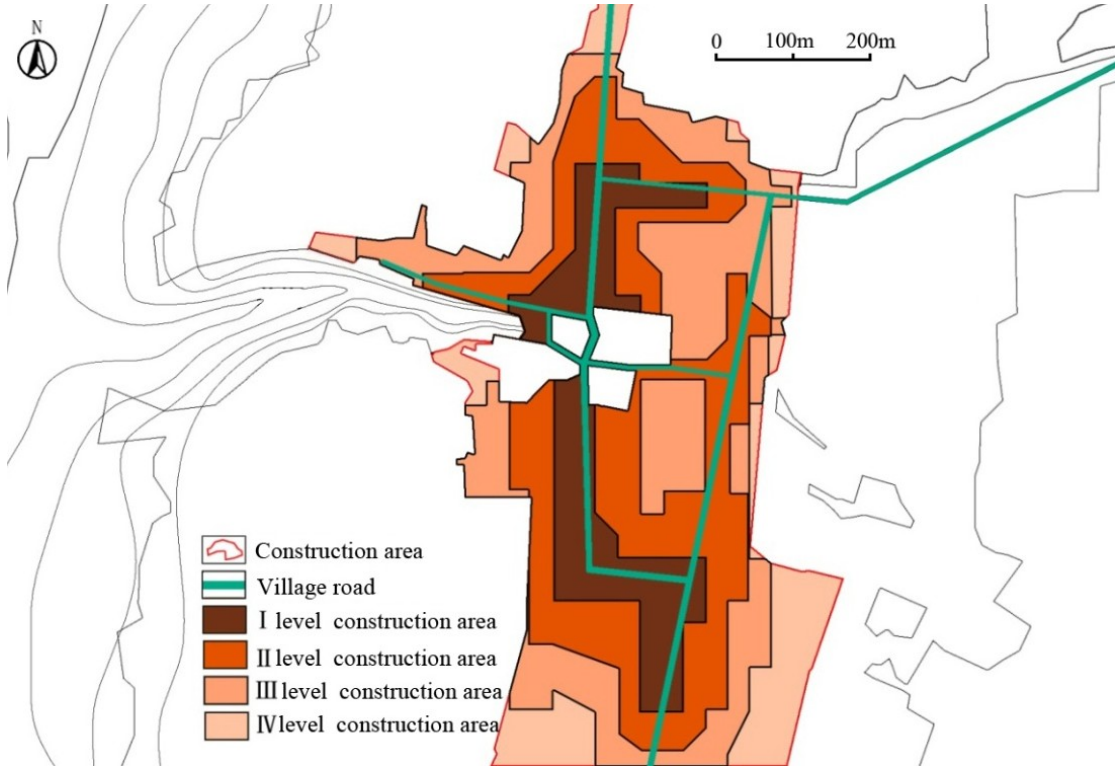 N
0 100m 200m
Construction area
Village road
Ⅰ level construction area
Ⅱ level construction area
Ⅲ level construction area
Ⅳ level construction area